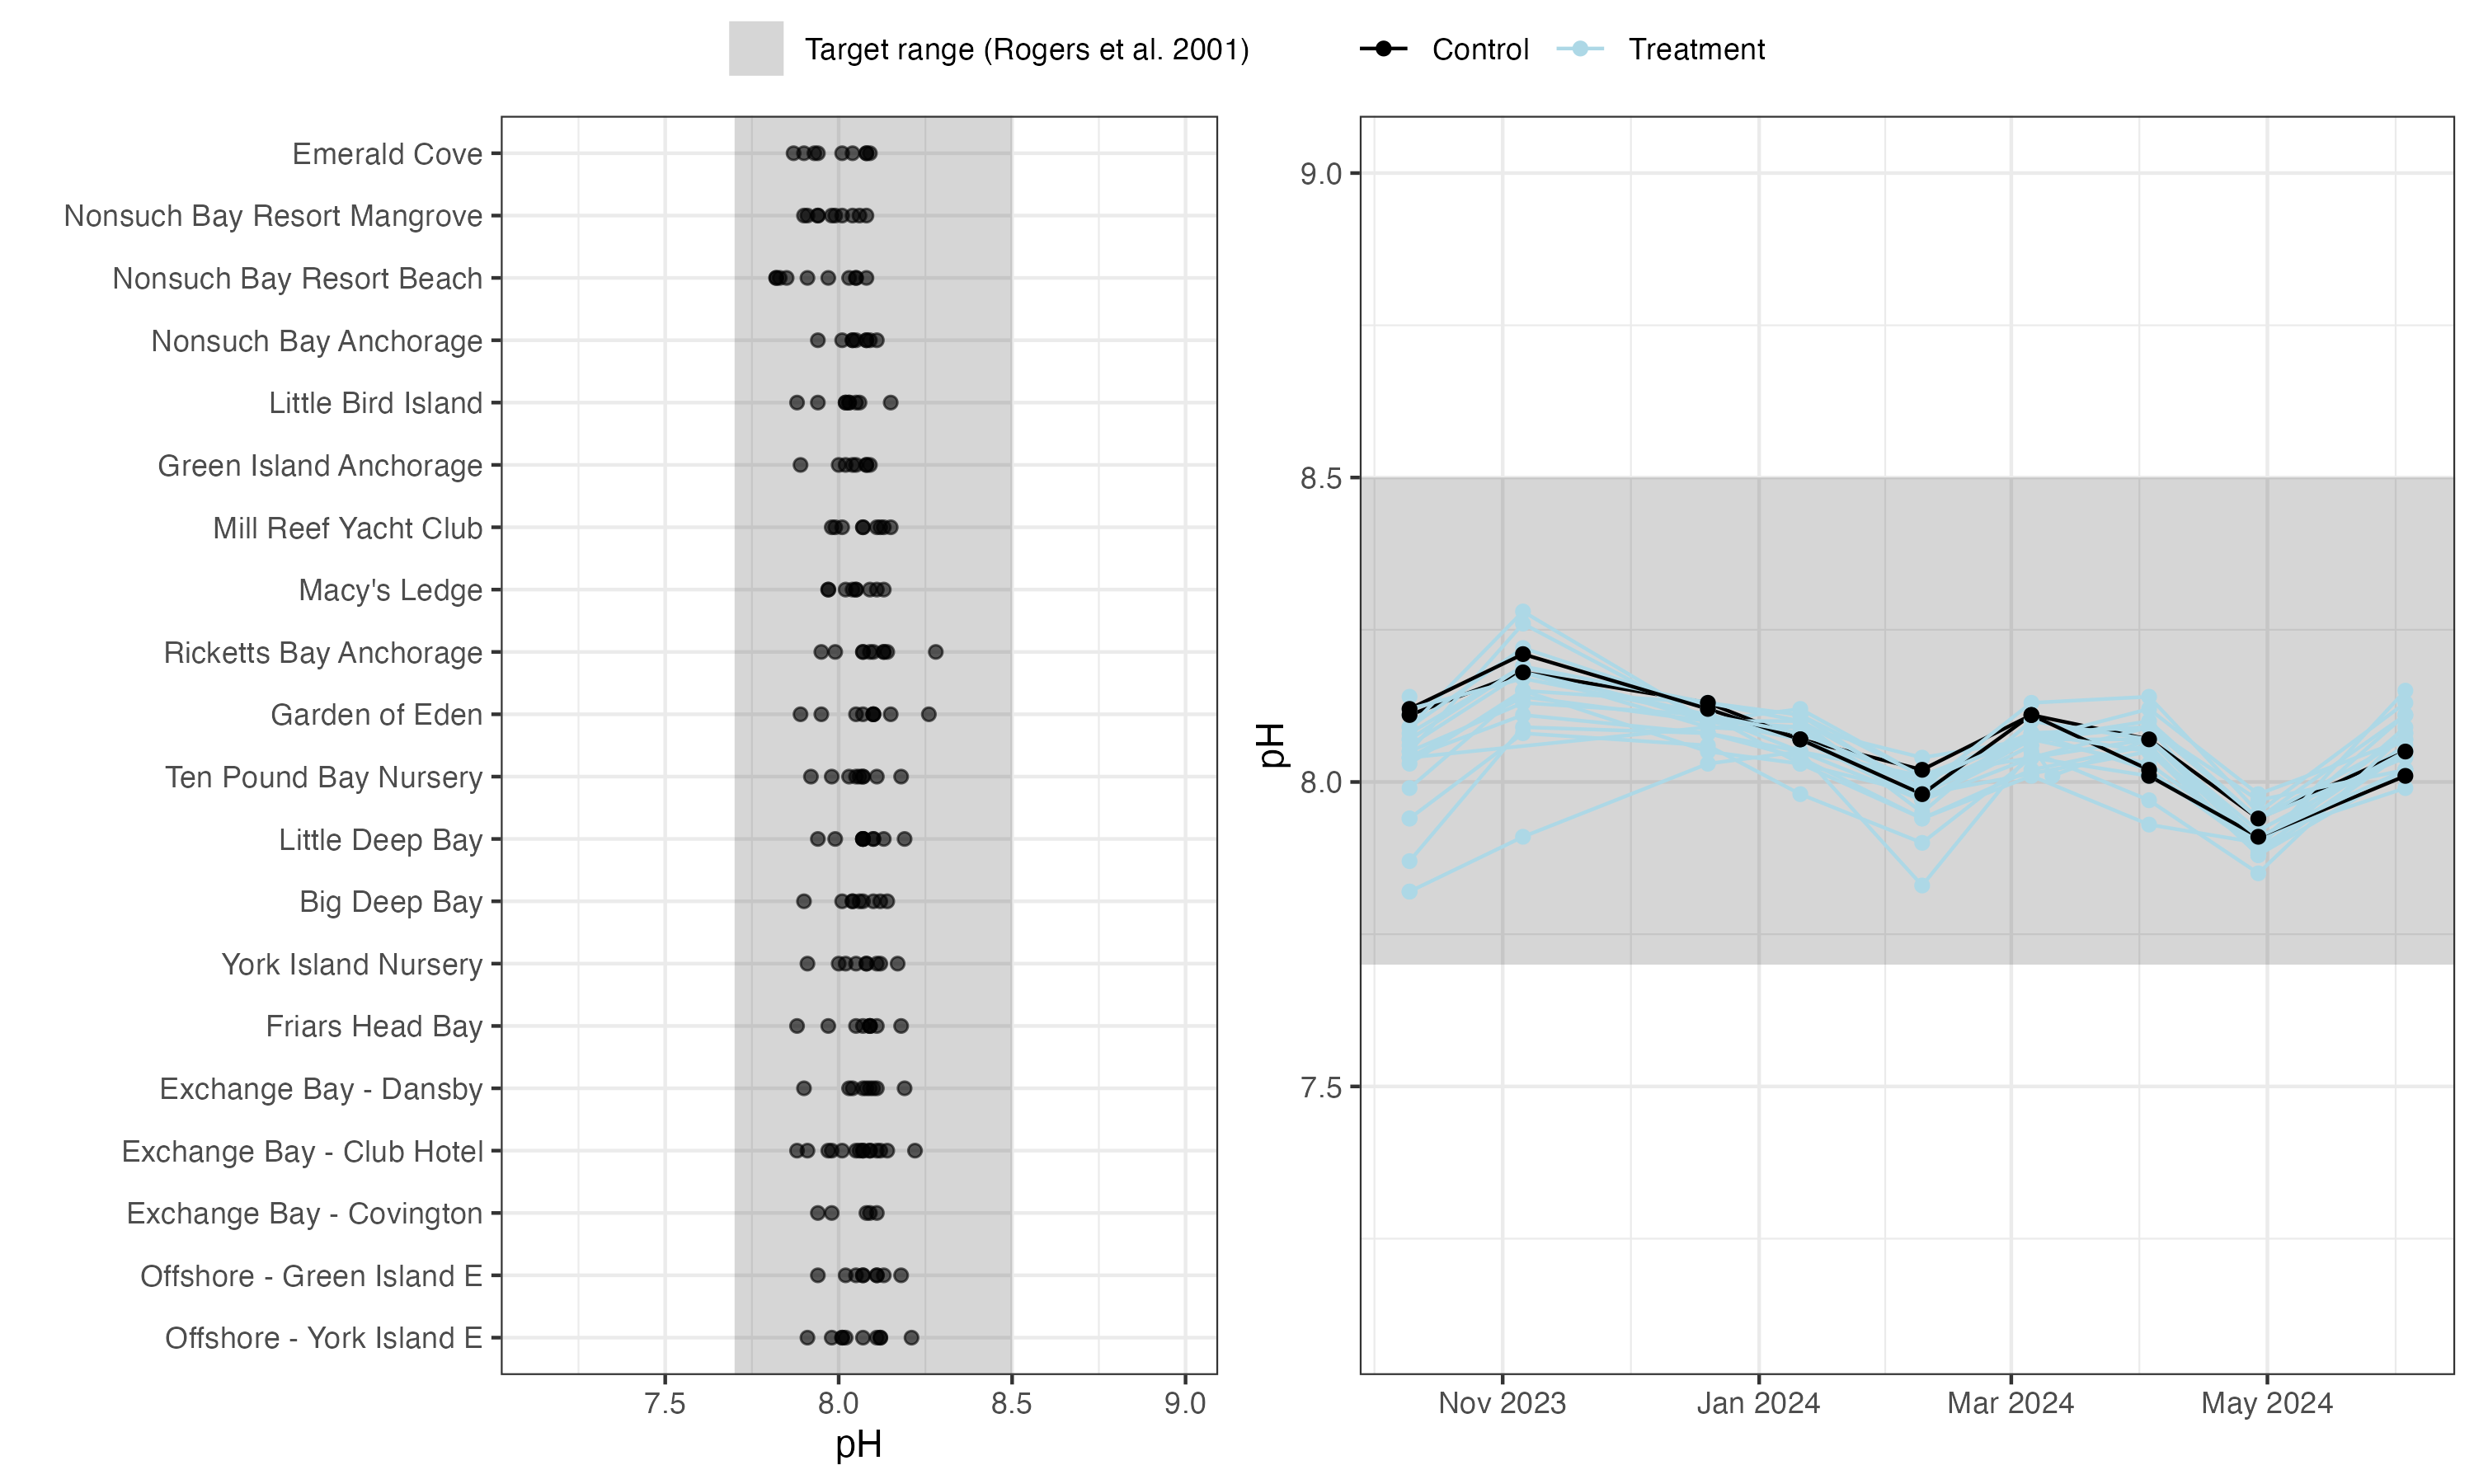 Target range (Rogers et al. 2001)
Control
Treatment
Emerald Cove
Nonsuch Bay Resort Mangrove
Nonsuch Bay Resort Beach
Nonsuch Bay Anchorage
Little Bird Island
Green Island Anchorage
Mill Reef Yacht Club
Macy's Ledge
Ricketts Bay Anchorage
Garden of Eden
Ten Pound Bay Nursery
Little Deep Bay
Big Deep Bay
York Island Nursery
Friars Head Bay
Exchange Bay - Dansby
Exchange Bay - Club Hotel
Exchange Bay - Covington
Offshore - Green Island E
Offshore - York Island E
7.5
8.0
8.5
9.0
pH
pH
9.0
8.5
8.0
7.5
Nov 2023
Jan 2024
Mar 2024
May 2024